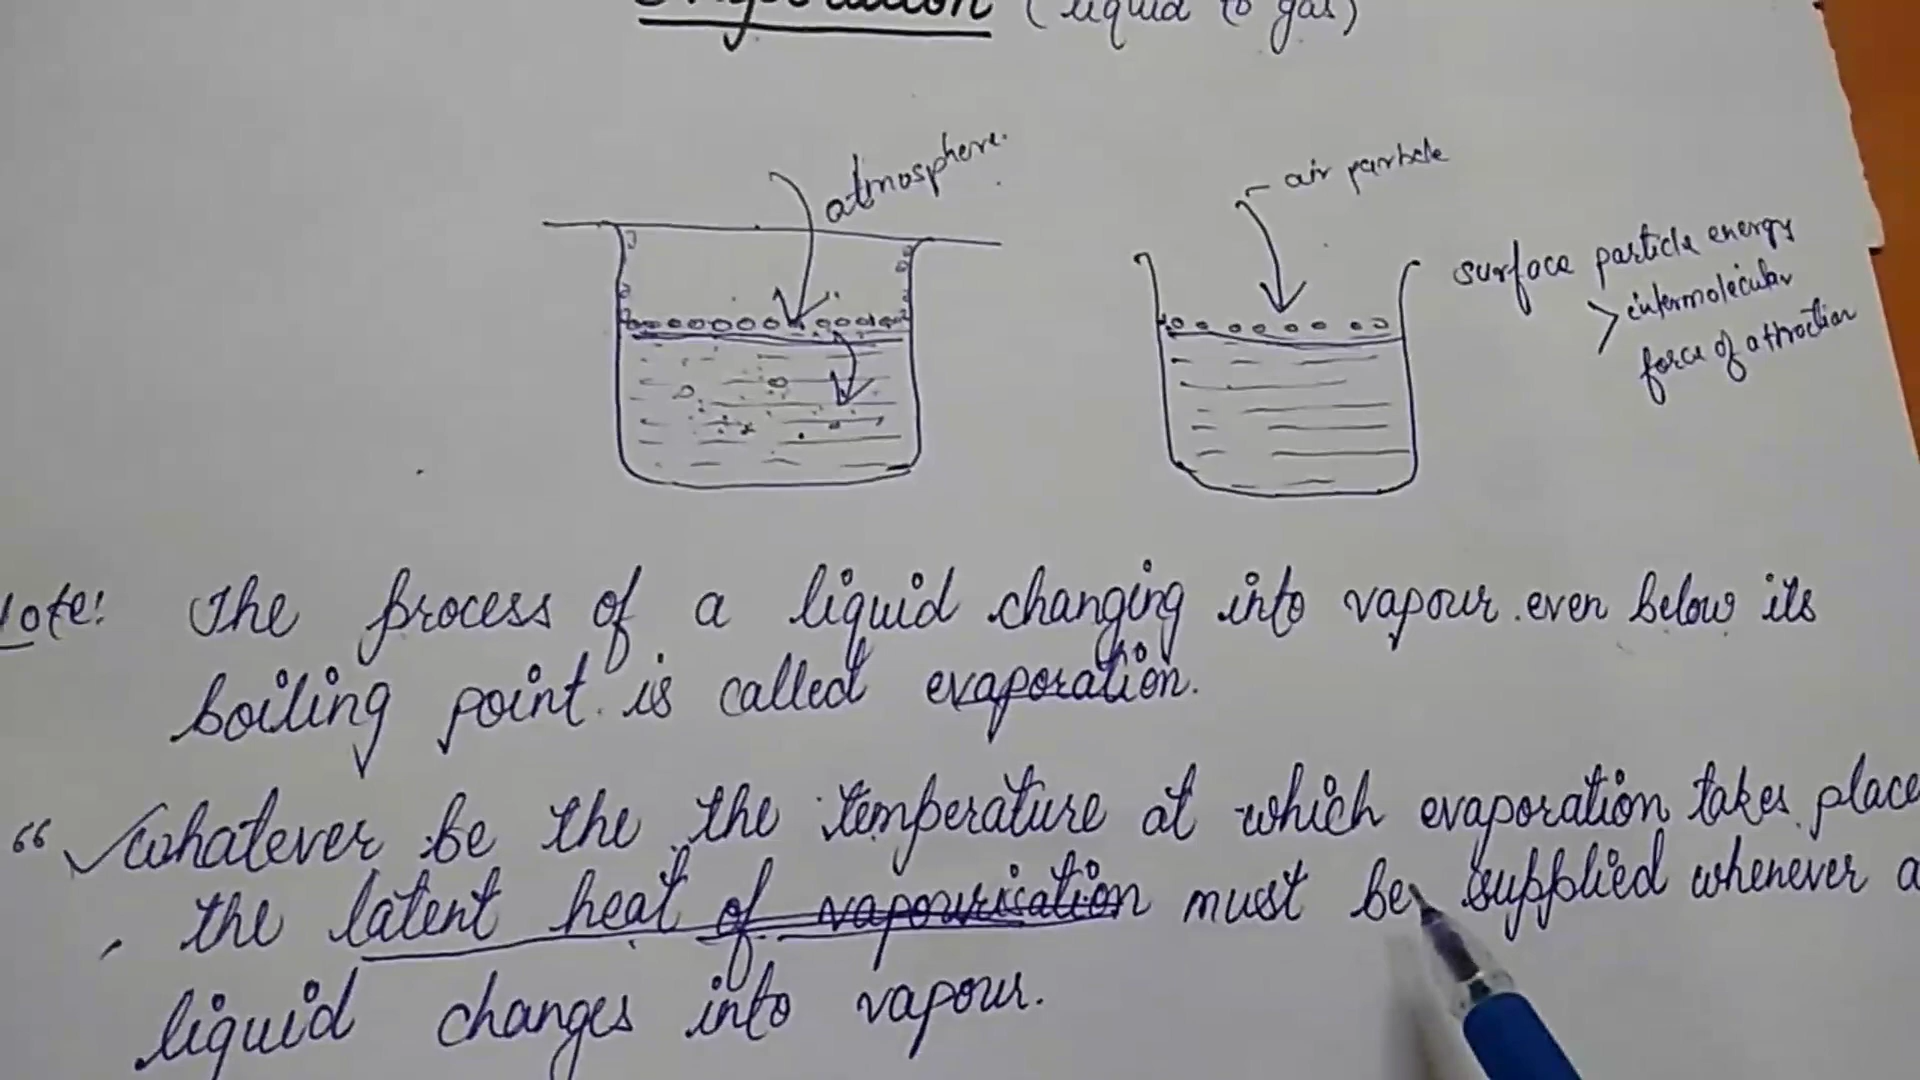 Evaporation (liquid to gas)
atmosphere.
air particle
surface particle energy
> intermolecular
force of attraction
Note: The process of a liquid changing into vapour even below its
boiling point is called evaporation.
“ Whatever be the the temperature at which evaporation takes place
, the latent heat of vapourisation must be supplied whenever a
liquid changes into vapour.